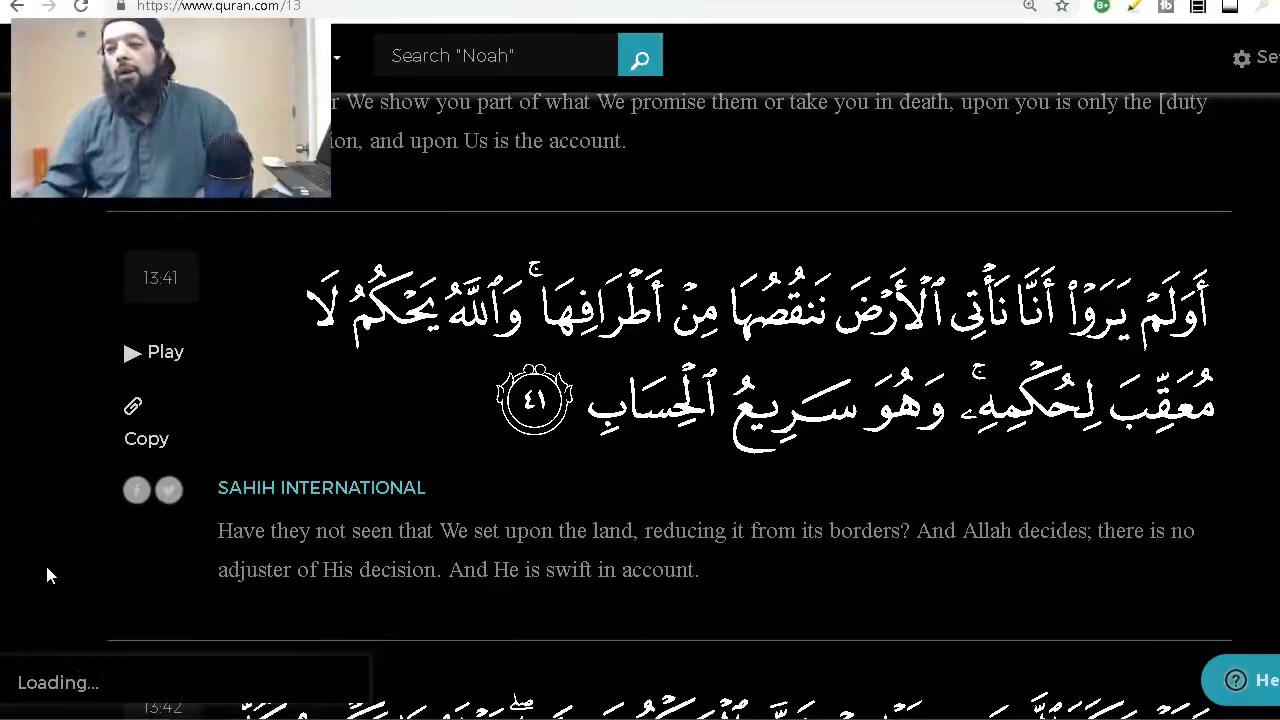 https://www.quran.com/13
Search "Noah"
We show you part of what We promise them or take you in death, upon you is only the [duty
and upon Us is the account.
13:41
أَوَلَمْ يَرَوْا۟ أَنَّا نَأْتِى ٱلْأَرْضَ نَنقُصُهَا مِنْ أَطْرَافِهَا ۚ وَٱللَّهُ يَحْكُمُ لَا
مُعَقِّبَ لِحُكْمِهِۦ ۚ وَهُوَ سَرِيعُ ٱلْحِسَابِ ٤١
Play
Copy
SAHIH INTERNATIONAL
Have they not seen that We set upon the land, reducing it from its borders? And Allah decides; there is no
adjuster of His decision. And He is swift in account.
Loading...
13:42